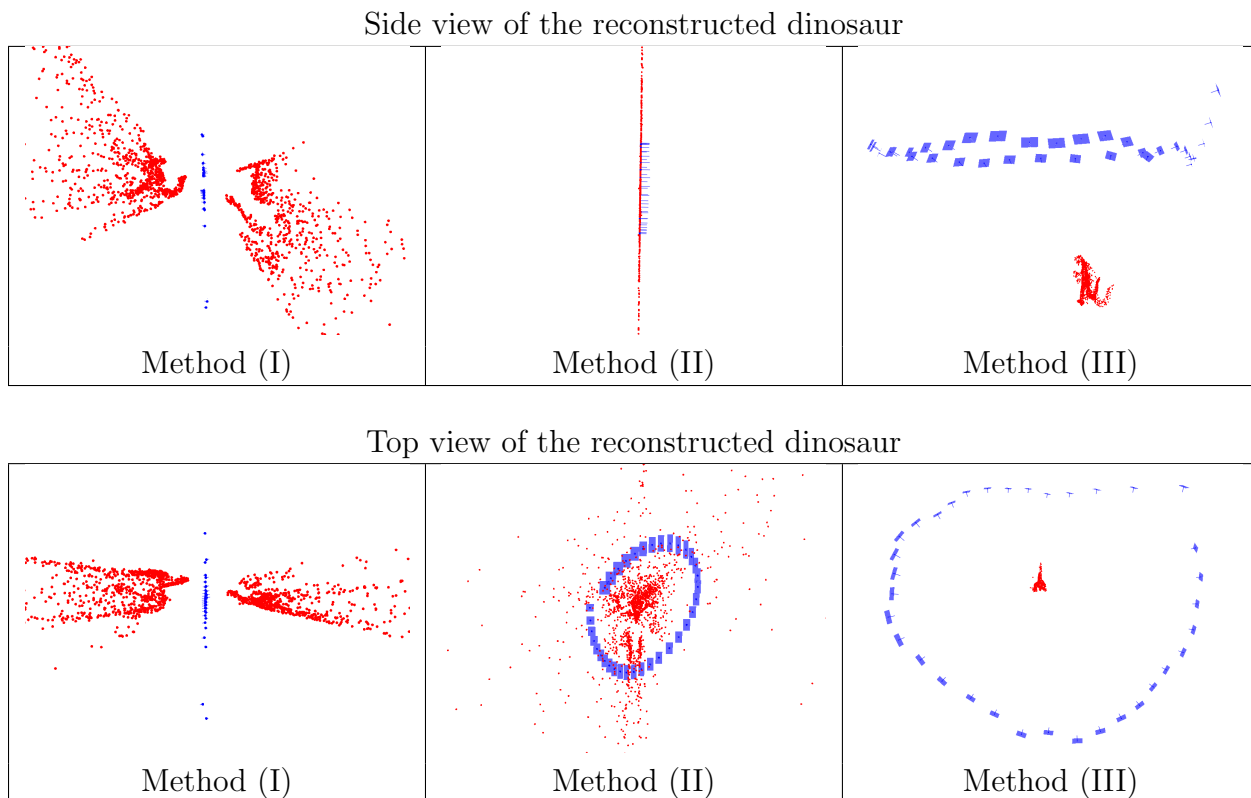 Side view of the reconstructed dinosaur
Method (I)
Method (II)
Method (III)
Top view of the reconstructed dinosaur
Method (I)
Method (II)
Method (III)